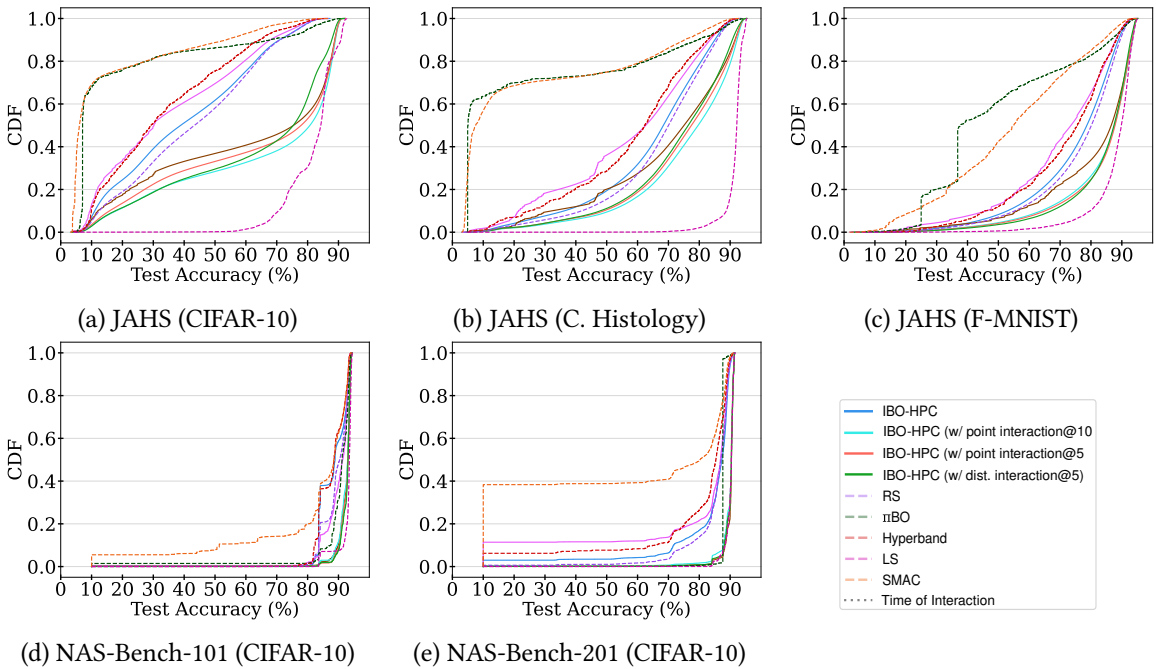 1.0
0.8
0.6
0.4
0.2
0.0
CDF
0 10 20 30 40 50 60 70 80 90
Test Accuracy (%)
(a) JAHS (CIFAR-10)
1.0
0.8
0.6
0.4
0.2
0.0
CDF
0 10 20 30 40 50 60 70 80 90
Test Accuracy (%)
(b) JAHS (C. Histology)
1.0
0.8
0.6
0.4
0.2
0.0
CDF
0 10 20 30 40 50 60 70 80 90
Test Accuracy (%)
(c) JAHS (F-MNIST)
1.0
0.8
0.6
0.4
0.2
0.0
CDF
0 10 20 30 40 50 60 70 80 90
Test Accuracy (%)
(d) NAS-Bench-101 (CIFAR-10)
1.0
0.8
0.6
0.4
0.2
0.0
CDF
0 10 20 30 40 50 60 70 80 90
Test Accuracy (%)
(e) NAS-Bench-201 (CIFAR-10)
IBO-HPC
IBO-HPC (w/ point interaction@10
IBO-HPC (w/ point interaction@5
IBO-HPC (w/ dist. interaction@5)
RS
πBO
Hyperband
LS
SMAC
Time of Interaction